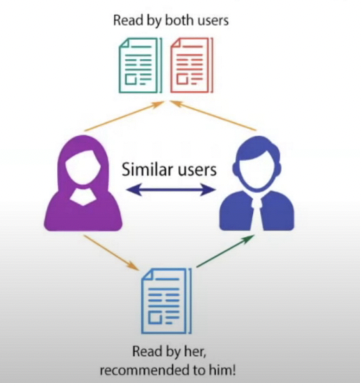 Read by both users
Similar users
Read by her,
recommended to him!